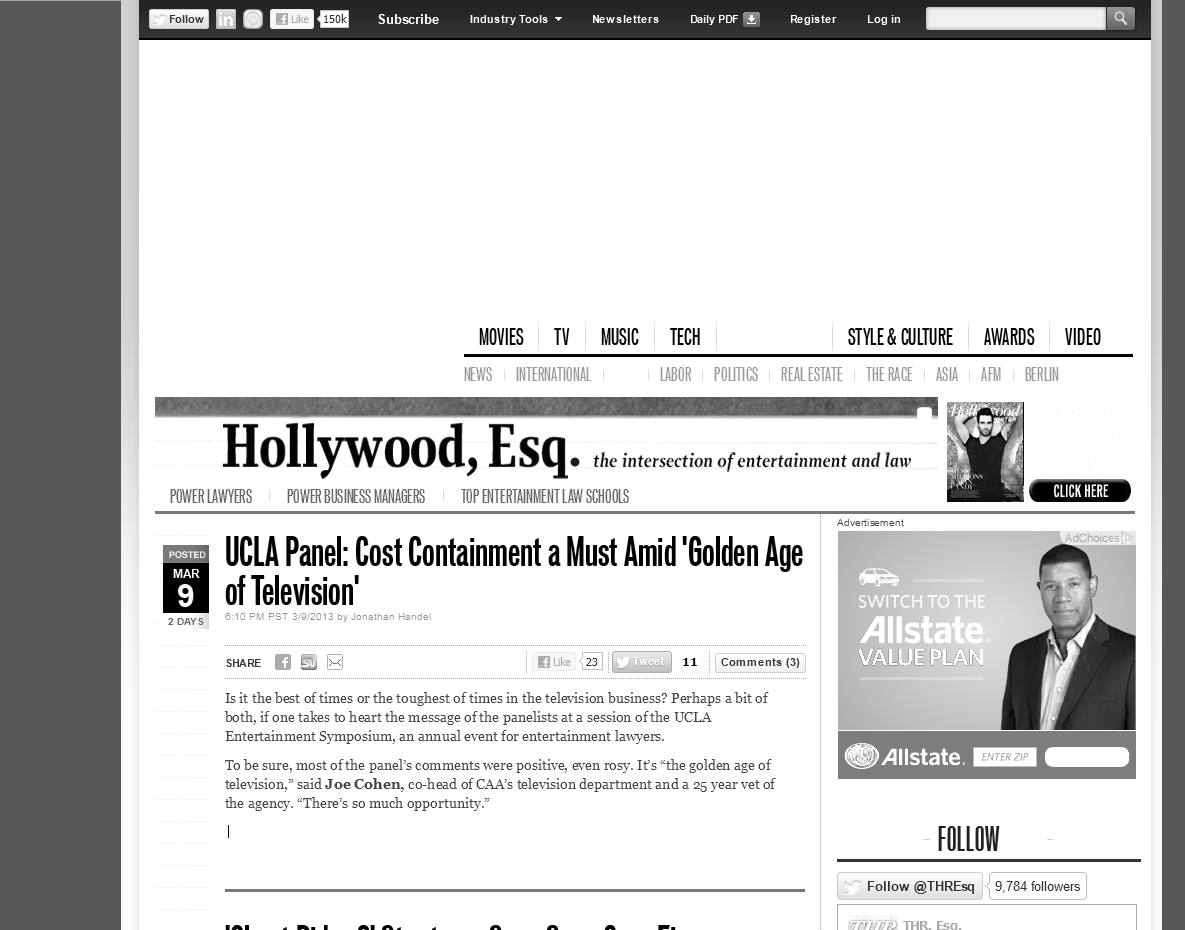 Follow Like 150k Subscribe Industry Tools Newsletters Daily PDF Register Log in
MOVIES TV MUSIC TECH STYLE & CULTURE AWARDS VIDEO
NEWS INTERNATIONAL LABOR POLITICS REAL ESTATE THE RACE ASIA AFM BERLIN
Hollywood, Esq. the intersection of entertainment and law
CLICK HERE
POWER LAWYERS POWER BUSINESS MANAGERS TOP ENTERTAINMENT LAW SCHOOLS
POSTED
MAR
9
2 DAYS
UCLA Panel: Cost Containment a Must Amid 'Golden Age
of Television'
6:10 PM PST 3/9/2013 by Jonathan Handel
SHARE Like 23 Tweet 11 Comments (3)
Is it the best of times or the toughest of times in the television business? Perhaps a bit of
both, if one takes to heart the message of the panelists at a session of the UCLA
Entertainment Symposium, an annual event for entertainment lawyers.
To be sure, most of the panel’s comments were positive, even rosy. It’s “the golden age of
television,” said Joe Cohen, co-head of CAA’s television department and a 25 year vet of
the agency. “There’s so much opportunity.”
Advertisement
AdChoices
SWITCH TO THE
Allstate.
VALUE PLAN
Allstate. ENTER ZIP
FOLLOW
Follow @THREsq 9,784 followers
THR, Esq.